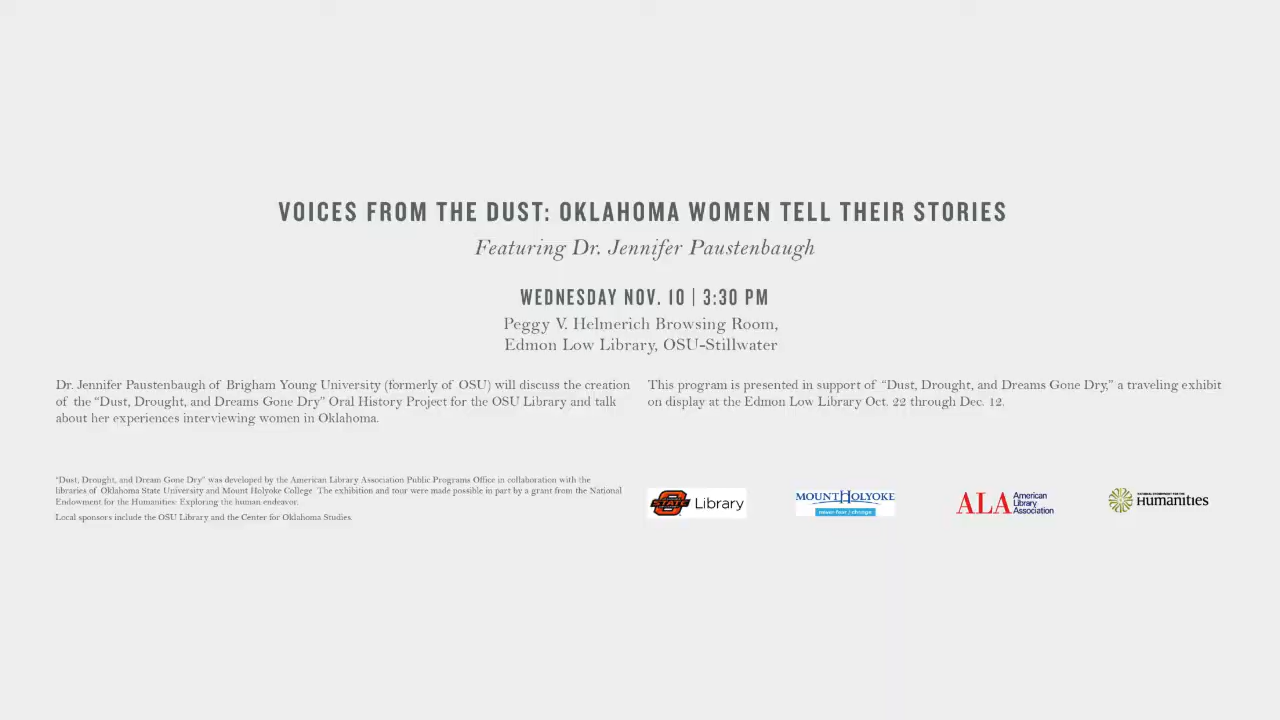 VOICES FROM THE DUST: OKLAHOMA WOMEN TELL THEIR STORIES
Featuring Dr. Jennifer Paustenbaugh
WEDNESDAY NOV. 10 | 3:30 PM
Peggy V. Helmerich Browsing Room,
Edmon Low Library, OSU-Stillwater
Dr. Jennifer Paustenbaugh of Brigham Young University (formerly of OSU) will discuss the creation
of the “Dust, Drought, and Dreams Gone Dry” Oral History Project for the OSU Library and talk
about her experiences interviewing women in Oklahoma.
This program is presented in support of “Dust, Drought, and Dreams Gone Dry,” a traveling exhibit
on display at the Edmon Low Library Oct. 22 through Dec. 12.
“Dust, Drought, and Dream Gone Dry” was developed by the American Library Association Public Programs Office in collaboration with the
libraries of Oklahoma State University and Mount Holyoke College The exhibition and tour were made possible in part by a grant from the National
Endowment for the Humanities: Exploring the human endeavor.
Local sponsors include the OSU Library and the Center for Oklahoma Studies.
STATE Library
MOUNT HOLYOKE
never fear | change
ALA American
Library
Association
NATIONAL ENDOWMENT FOR THE
Humanities